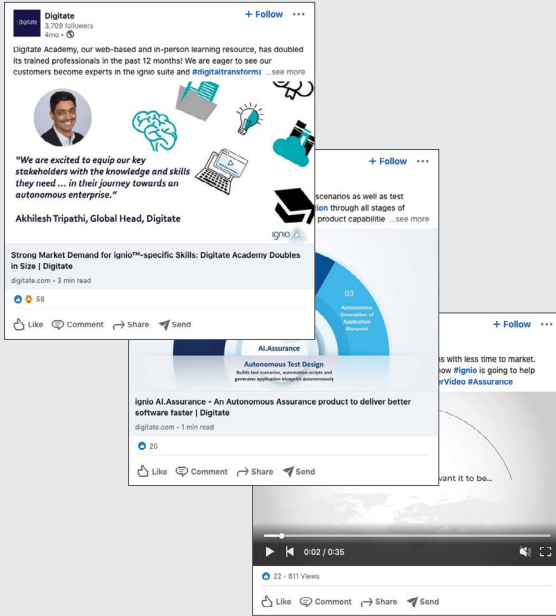 Digitate
+ Follow
3,709 followers
4mo •
Digitate Academy, our web-based and in-person learning resource, has doubled
its trained professionals in the past 12 months! We are eager to see our
customers become experts in the ignio suite and #digitaltransforma ...see more
"We are excited to equip our key
stakeholders with the knowledge and skills
they need ... in their journey towards an
autonomous enterprise."
Akhilesh Tripathi, Global Head, Digitate
ignio
Strong Market Demand for ignio™-specific Skills: Digitate Academy Doubles
in Size | Digitate
digitate.com • 3 min read
58
Like Comment Share Send
+ Follow
scenarios as well as test
through all stages of
product capabilitie ...see more
03
Autonomous
Generation of
Application
Blueprint
AI.Assurance
Autonomous Test Design
Builds test scenarios, automation scripts and
generates application blueprint autonomously
ignio AI.Assurance - An Autonomous Assurance product to deliver better
software faster | Digitate
digitate.com • 1 min read
26
Like Comment Share Send
+ Follow
with less time to market.
#ignio is going to help
#Assurance
it to be...
0:02 / 0:35
22 • 811 Views
Like Comment Share Send